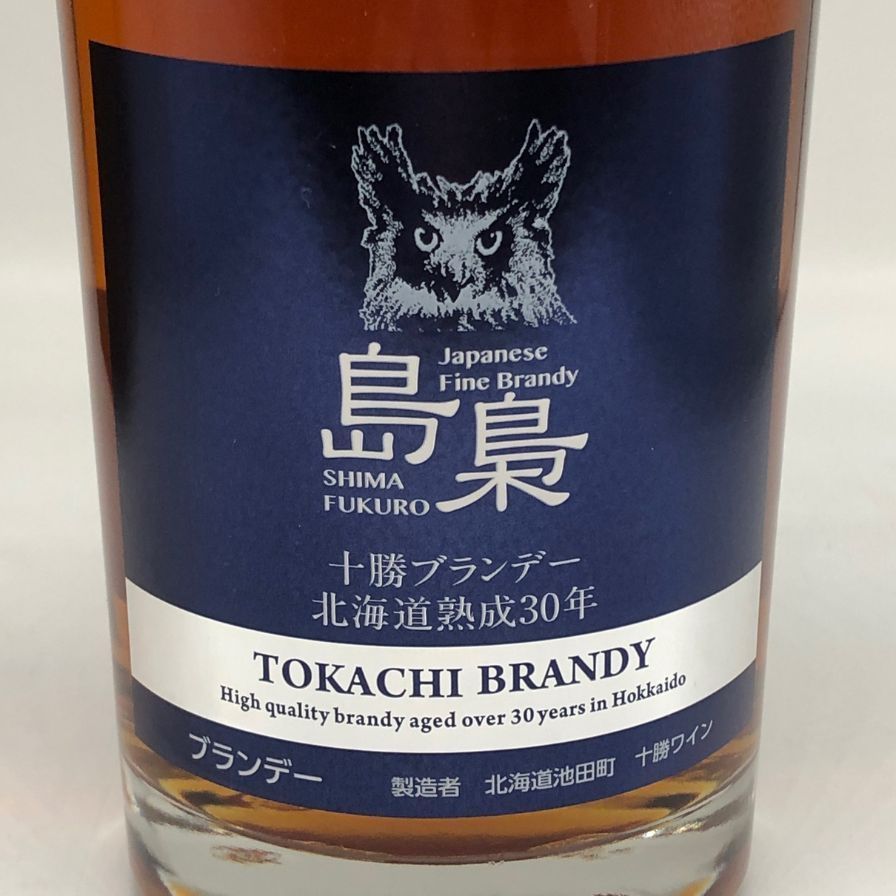 Japanese
Fine Brandy
島梟
SHIMA
FUKURO
十勝ブランデー
北海道熟成30年
TOKACHI BRANDY
High quality brandy aged over 30 years in Hokkaido
ブランデー
製造者 北海道池田町 十勝ワイン